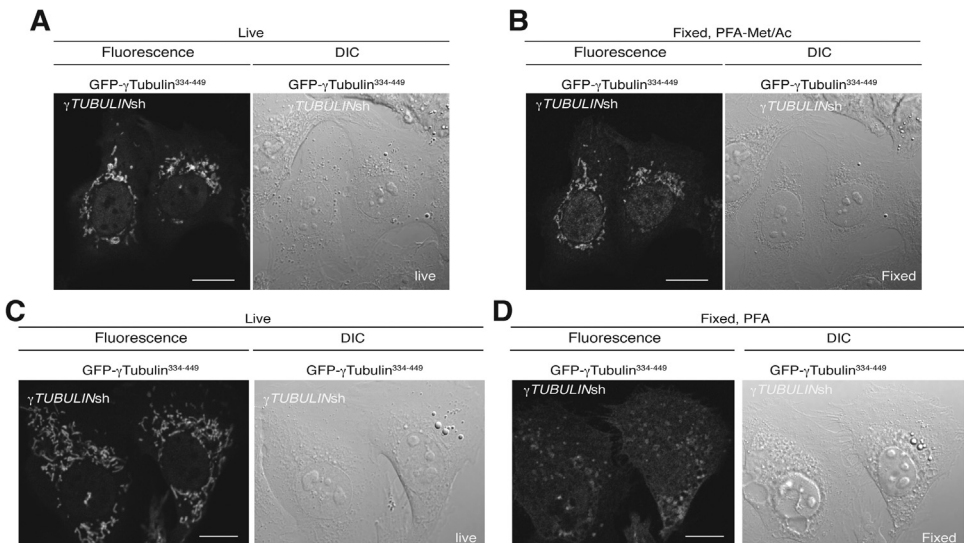 A
Live
Fluorescence DIC
GFP-γTubulin³³⁴⁻⁴⁴⁹ GFP-γTubulin³³⁴⁻⁴⁴⁹
γTUBULINsh γTUBULINsh
live
B
Fixed, PFA-Met/Ac
Fluorescence DIC
GFP-γTubulin³³⁴⁻⁴⁴⁹ GFP-γTubulin³³⁴⁻⁴⁴⁹
γTUBULINsh γTUBULINsh
Fixed
C
Live
Fluorescence DIC
GFP-γTubulin³³⁴⁻⁴⁴⁹ GFP-γTubulin³³⁴⁻⁴⁴⁹
γTUBULINsh γTUBULINsh
live
D
Fixed, PFA
Fluorescence DIC
GFP-γTubulin³³⁴⁻⁴⁴⁹ GFP-γTubulin³³⁴⁻⁴⁴⁹
γTUBULINsh γTUBULINsh
Fixed